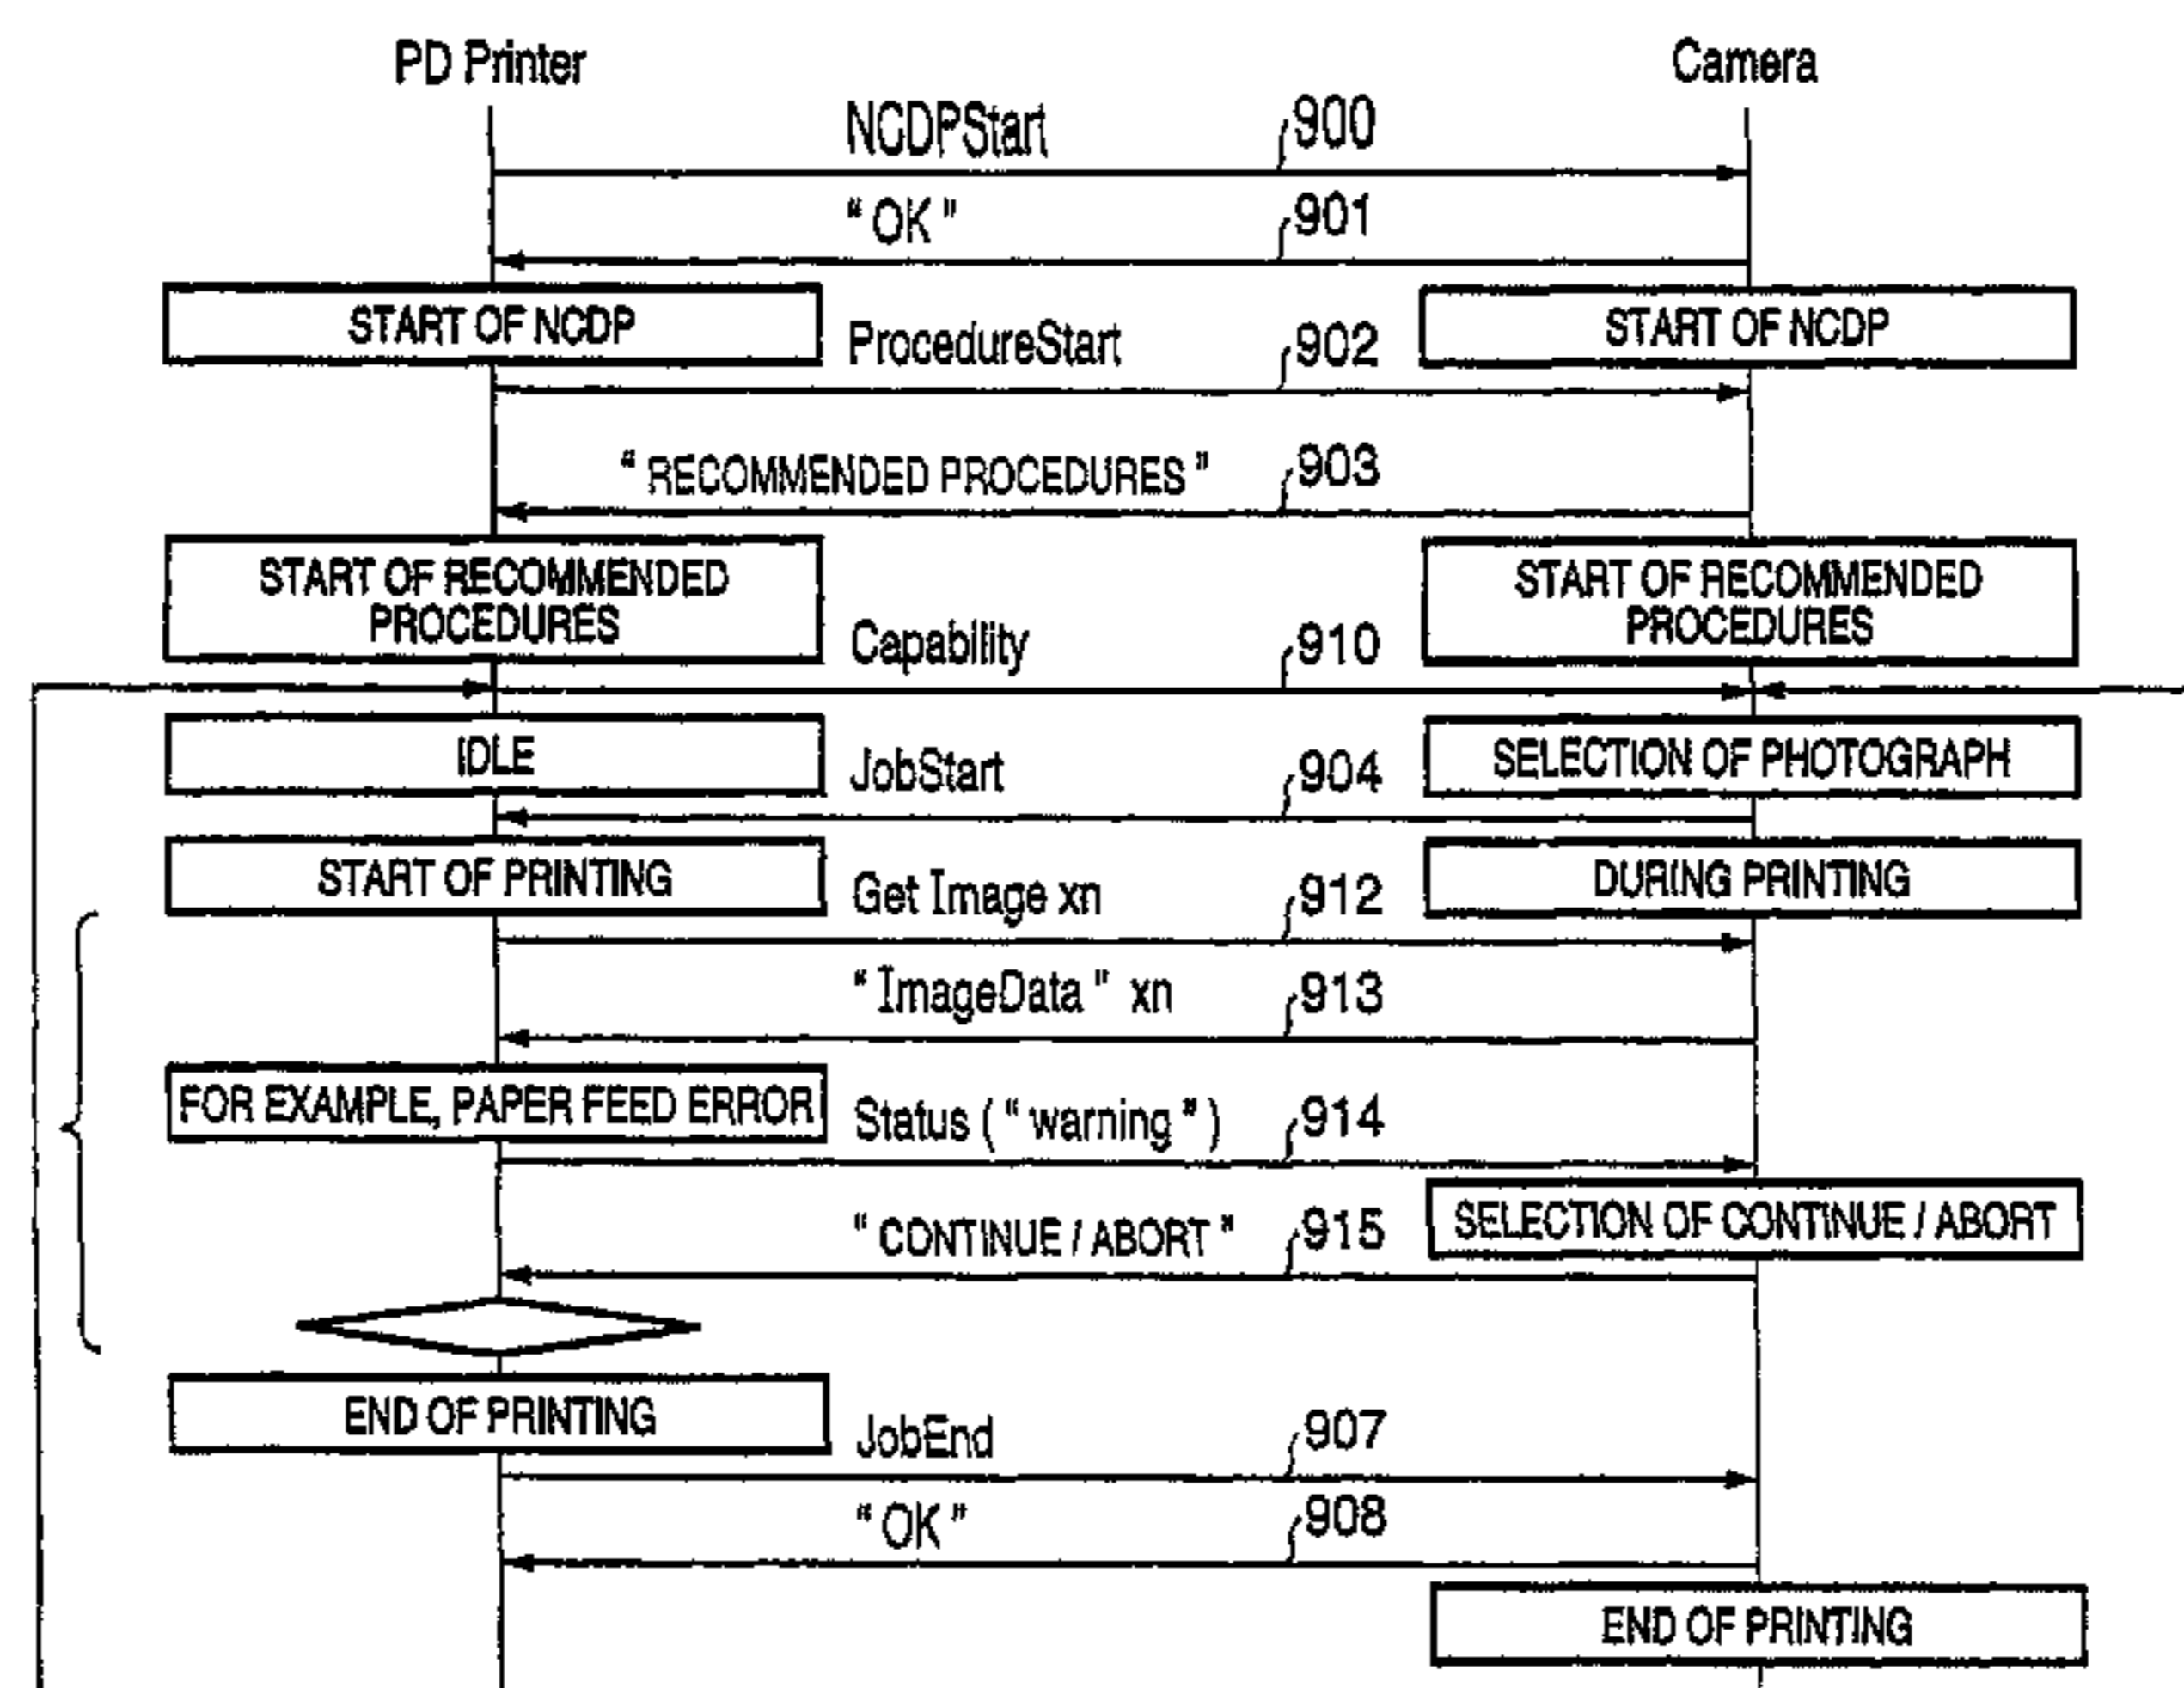 PD Printer
Camera
NCDPStart
900
" OK "
901
START OF NCDP
START OF NCDP
ProcedureStart
902
" RECOMMENDED PROCEDURES "
903
START OF RECOMMENDED
PROCEDURES
START OF RECOMMENDED
PROCEDURES
Capability
910
IDLE
SELECTION OF PHOTOGRAPH
JobStart
904
START OF PRINTING
DURING PRINTING
Get Image xn
912
" ImageData " xn
913
FOR EXAMPLE, PAPER FEED ERROR
Status ( " warning " )
914
SELECTION OF CONTINUE / ABORT
" CONTINUE / ABORT "
915
END OF PRINTING
JobEnd
907
" OK "
908
END OF PRINTING